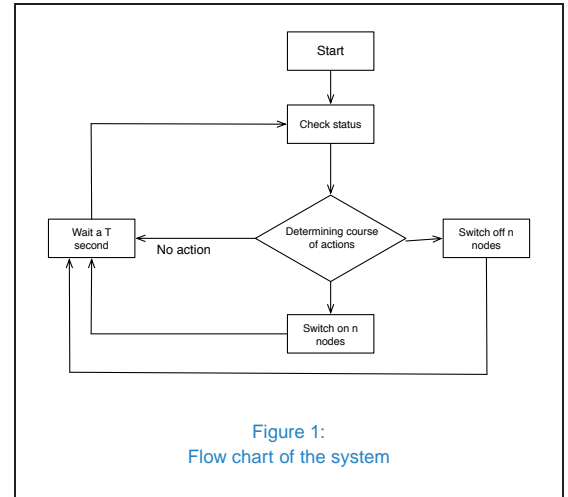 Start
Check status
Wait a T
second
No action
Determining course
of actions
Switch off n
nodes
Switch on n
nodes
Figure 1:
Flow chart of the system